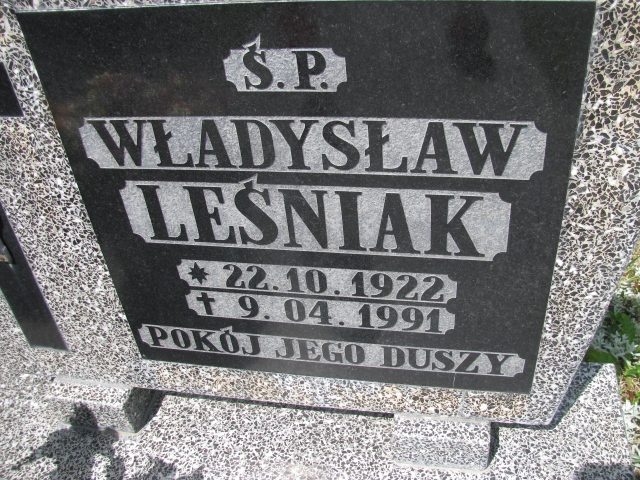 Ś.P.
WŁADYSŁAW
LEŚNIAK
* 22.10.1922
† 9.04.1991
POKÓJ JEGO DUSZY